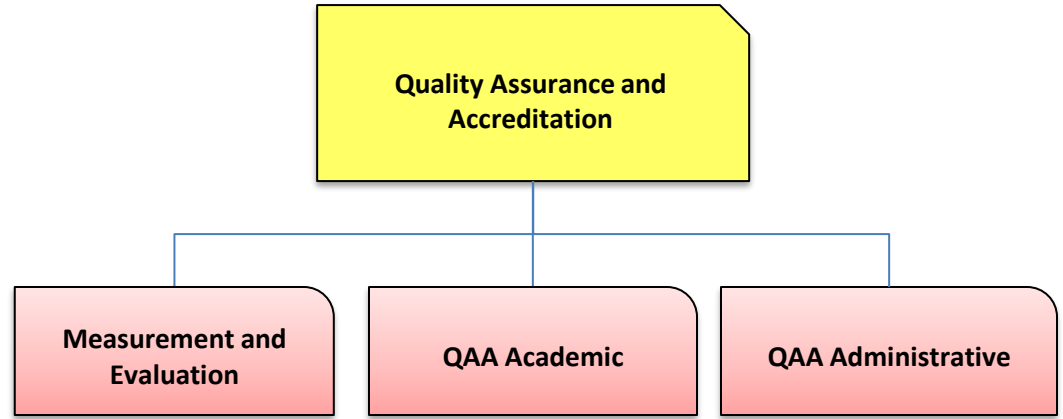 Quality Assurance and
Accreditation
Measurement and
Evaluation
QAA Academic
QAA Administrative